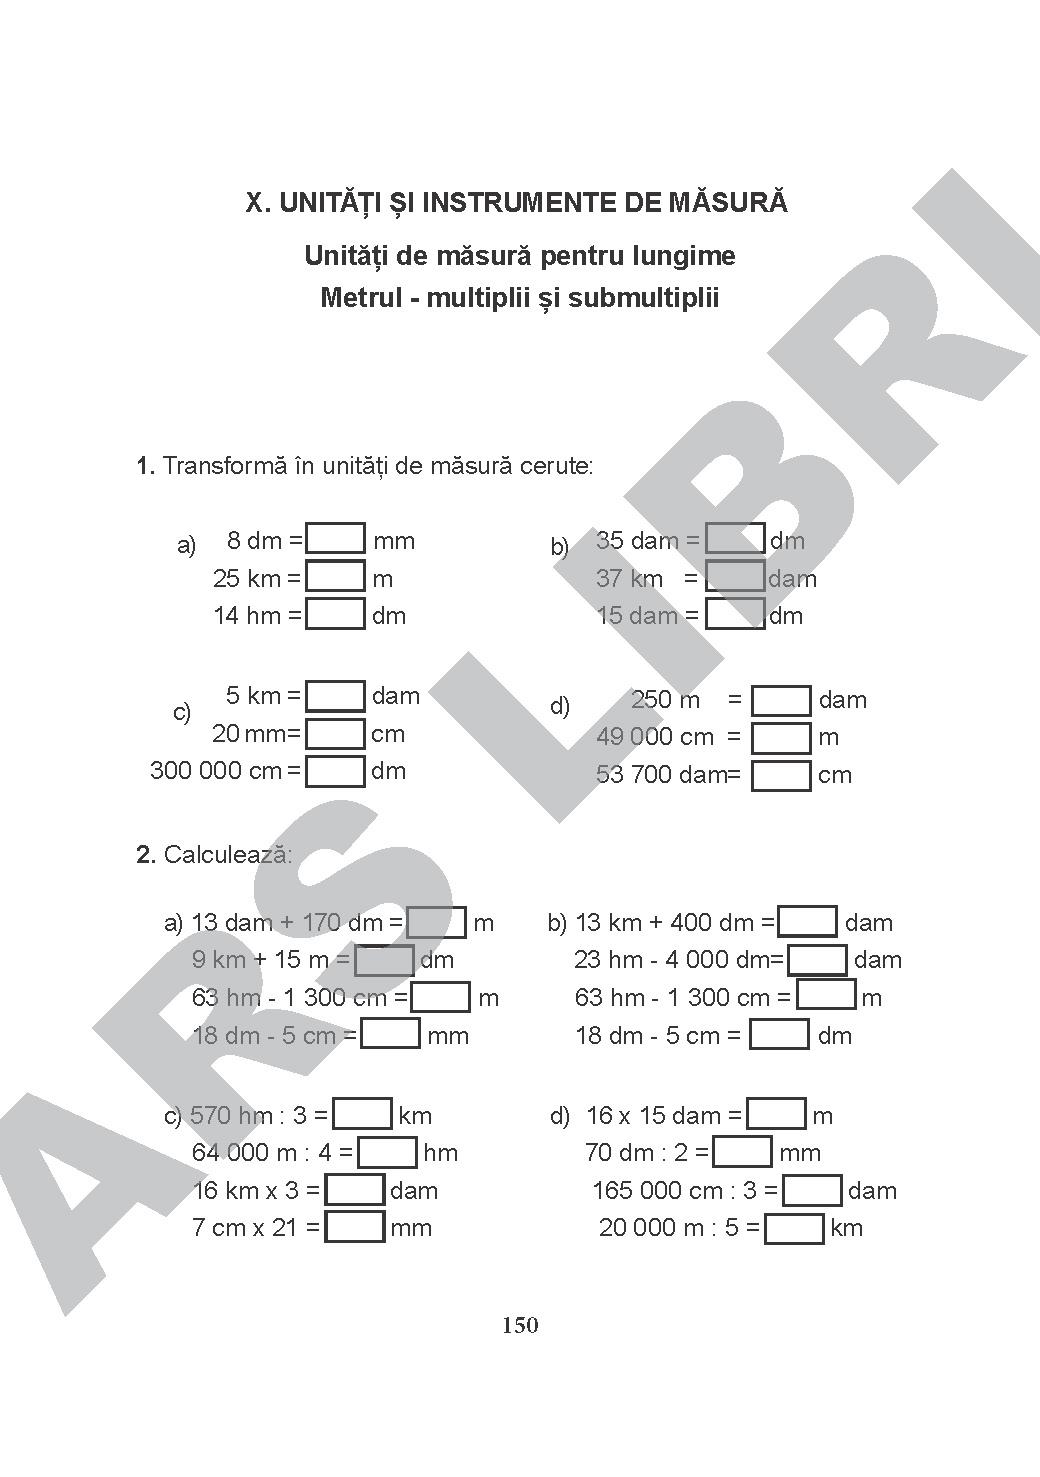 X. UNITĂȚI ȘI INSTRUMENTE DE MĂSURĂ
Unități de măsură pentru lungime
Metrul - multiplii și submultiplii
1. Transformă în unități de măsură cerute:
a) 8 dm = mm
25 km = m
14 hm = dm
b) 35 dam = dm
37 km = dam
15 dam = dm
c) 5 km = dam
20 mm= cm
300 000 cm = dm
d) 250 m = dam
49 000 cm = m
53 700 dam= cm
2. Calculează:
a) 13 dam + 170 dm = m
9 km + 15 m = dm
63 hm - 1 300 cm = m
18 dm - 5 cm = mm
b) 13 km + 400 dm = dam
23 hm - 4 000 dm= dam
63 hm - 1 300 cm = m
18 dm - 5 cm = dm
c) 570 hm : 3 = km
64 000 m : 4 = hm
16 km x 3 = dam
7 cm x 21 = mm
d) 16 x 15 dam = m
70 dm : 2 = mm
165 000 cm : 3 = dam
20 000 m : 5 = km
150
ARS LIBRI